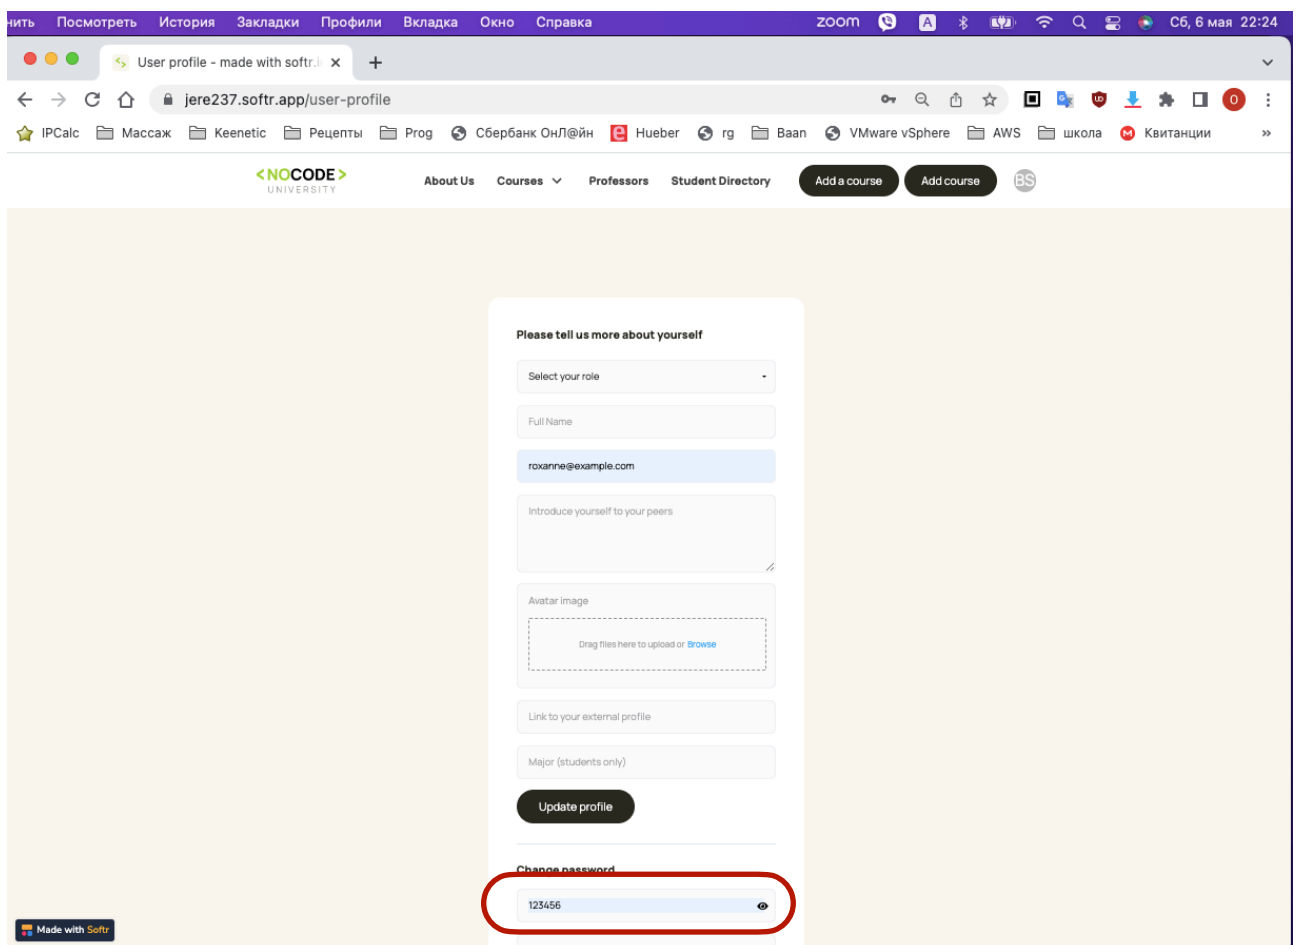 нить Посмотреть История Закладки Профили Вкладка Окно Справка zoom A Сб, 6 мая 22:24
User profile - made with softr.i
jere237.softr.app/user-profile O
IPCalc Массаж Keenetic Рецепты Prog Сбербанк ОнЛ@йн Hueber rg Baan VMware vSphere AWS школа Квитанции »
<NOCODE> UNIVERSITY About Us Courses Professors Student Directory Add a course Add course BS
Please tell us more about yourself
Select your role
Full Name
roxanne@example.com
Introduce yourself to your peers
Avatar image
Drag files here to upload or Browse
Link to your external profile
Major (students only)
Update profile
Change password
123456
Made with Softr